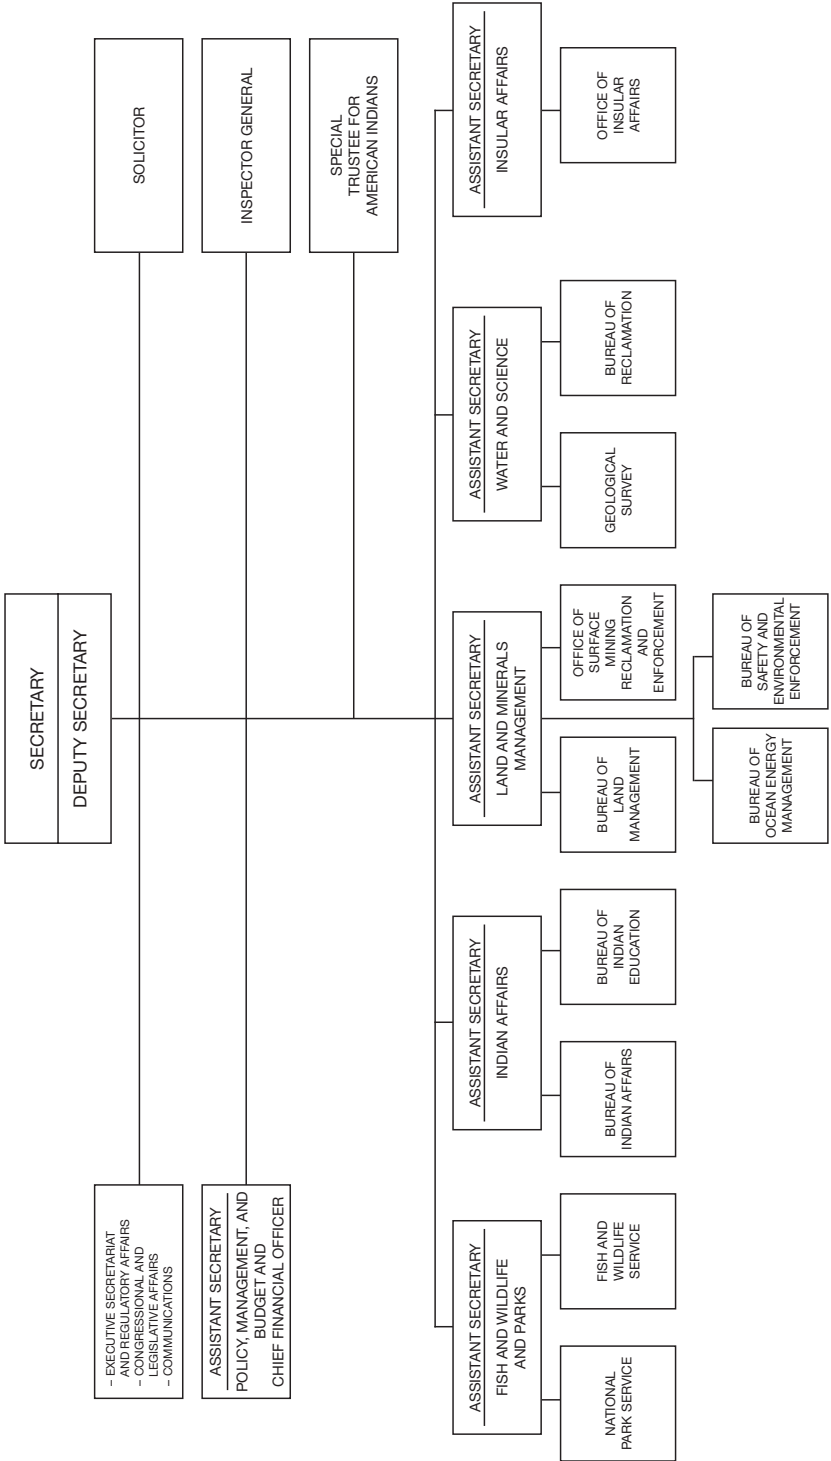 SECRETARY
DEPUTY SECRETARY
– EXECUTIVE SECRETARIAT
AND REGULATORY AFFAIRS
– CONGRESSIONAL AND
LEGISLATIVE AFFAIRS
– COMMUNICATIONS
SOLICITOR
ASSISTANT SECRETARY
POLICY, MANAGEMENT, AND
BUDGET AND
CHIEF FINANCIAL OFFICER
INSPECTOR GENERAL
SPECIAL
TRUSTEE FOR
AMERICAN INDIANS
ASSISTANT SECRETARY
FISH AND WILDLIFE
AND PARKS
ASSISTANT SECRETARY
INDIAN AFFAIRS
ASSISTANT SECRETARY
LAND AND MINERALS
MANAGEMENT
ASSISTANT SECRETARY
WATER AND SCIENCE
ASSISTANT SECRETARY
INSULAR AFFAIRS
NATIONAL
PARK SERVICE
FISH AND
WILDLIFE
SERVICE
BUREAU OF
INDIAN AFFAIRS
BUREAU OF
INDIAN
EDUCATION
BUREAU OF
LAND
MANAGEMENT
OFFICE OF
SURFACE
MINING
RECLAMATION
AND
ENFORCEMENT
GEOLOGICAL
SURVEY
BUREAU OF
RECLAMATION
OFFICE OF
INSULAR
AFFAIRS
BUREAU OF
OCEAN ENERGY
MANAGEMENT
BUREAU OF
SAFETY AND
ENVIRONMENTAL
ENFORCEMENT